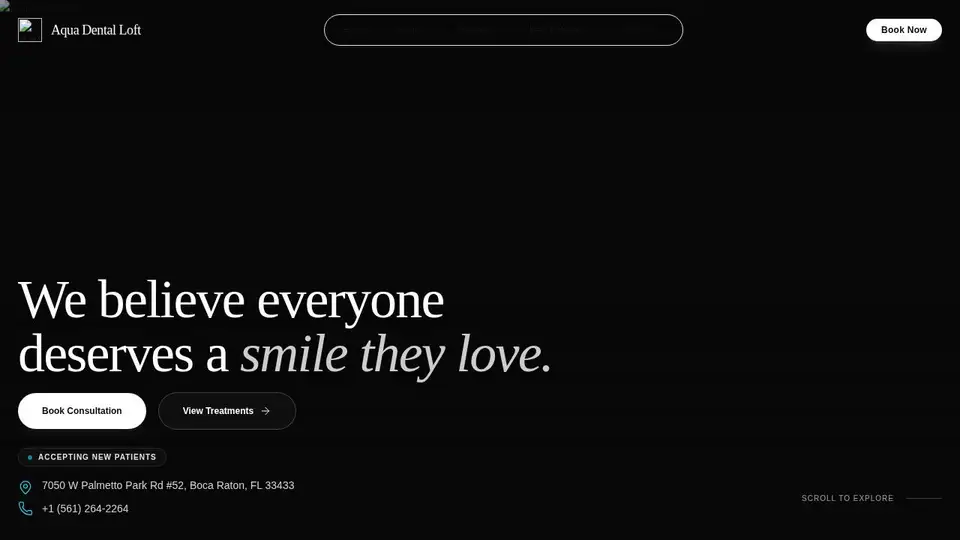 Aqua Dental Loft
Book Now
We believe everyone
deserves a smile they love.
Book Consultation
View Treatments
ACCEPTING NEW PATIENTS
7050 W Palmetto Park Rd #52, Boca Raton, FL 33433
+1 (561) 264-2264
SCROLL TO EXPLORE